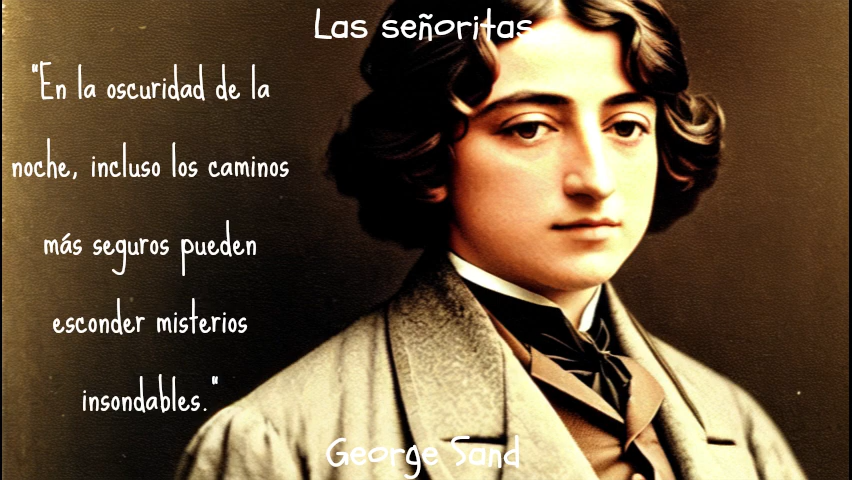 Las señoritas
"En la oscuridad de la
noche, incluso los caminos
más seguros pueden
esconder misterios
insondables."
George Sand